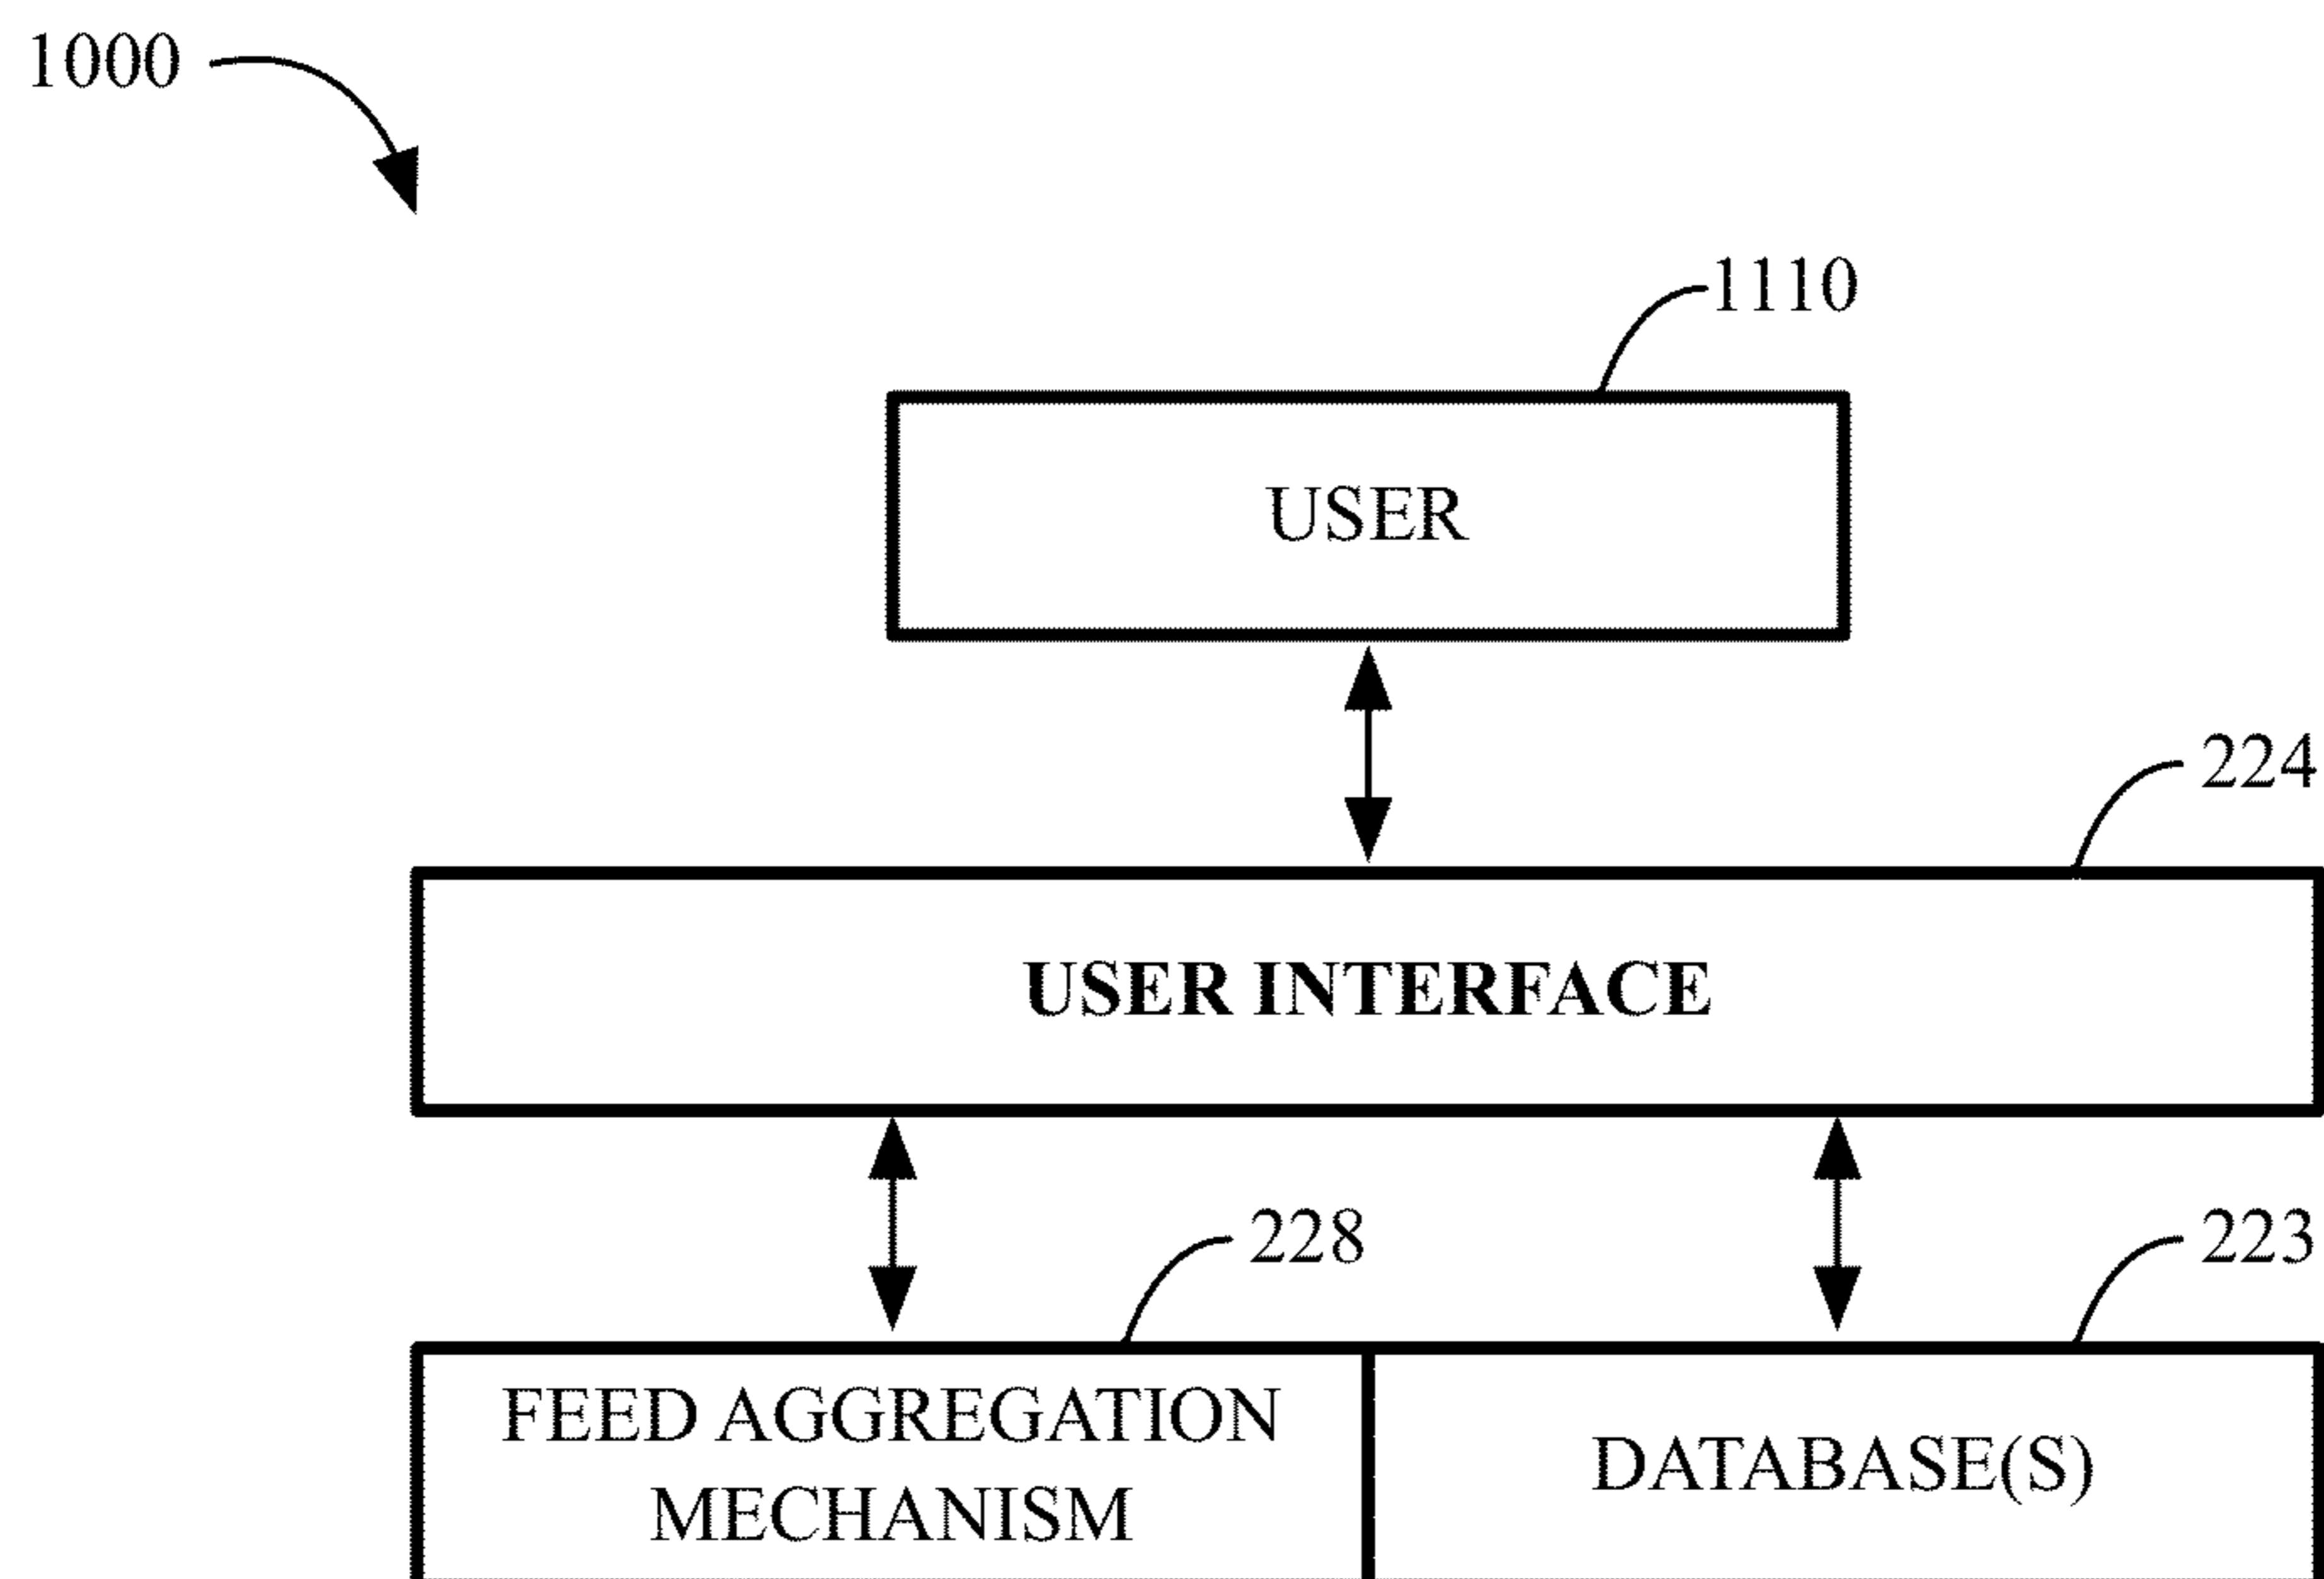 1000
1110
USER
224
USER INTERFACE
228
223
FEED AGGREGATION
MECHANISM
DATABASE(S)